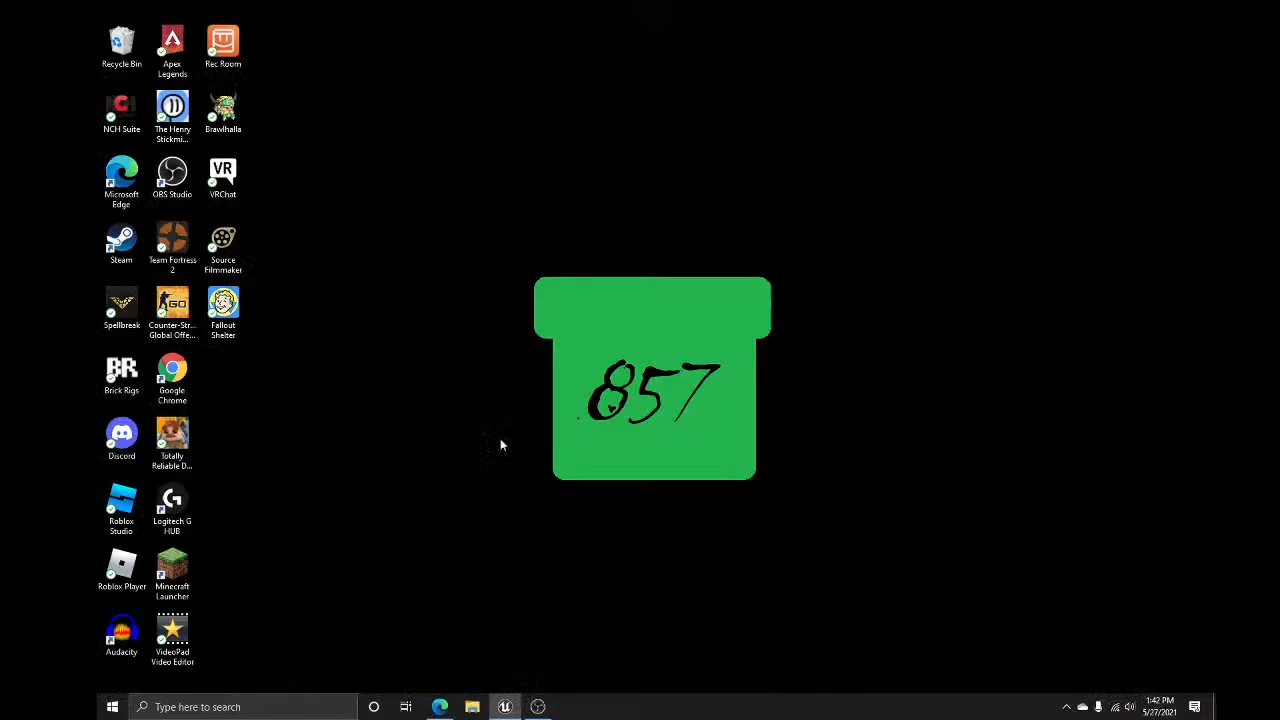 Recycle Bin
Apex
Legends
Rec Room
NCH Suite
The Henry
Stickmi...
Brawlhalla
VR
Microsoft
Edge
OBS Studio
VRChat
Steam
Team Fortress
2
Source
Filmmaker
GO
Spellbreak
Counter-Str...
Global Offe...
Fallout
Shelter
BR
Brick Rigs
Google
Chrome
Discord
Totally
Reliable D...
Roblox
Studio
Logitech G
HUB
Roblox Player
Minecraft
Launcher
Audacity
VideoPad
Video Editor
.857
Type here to search
1:42 PM
5/27/2021